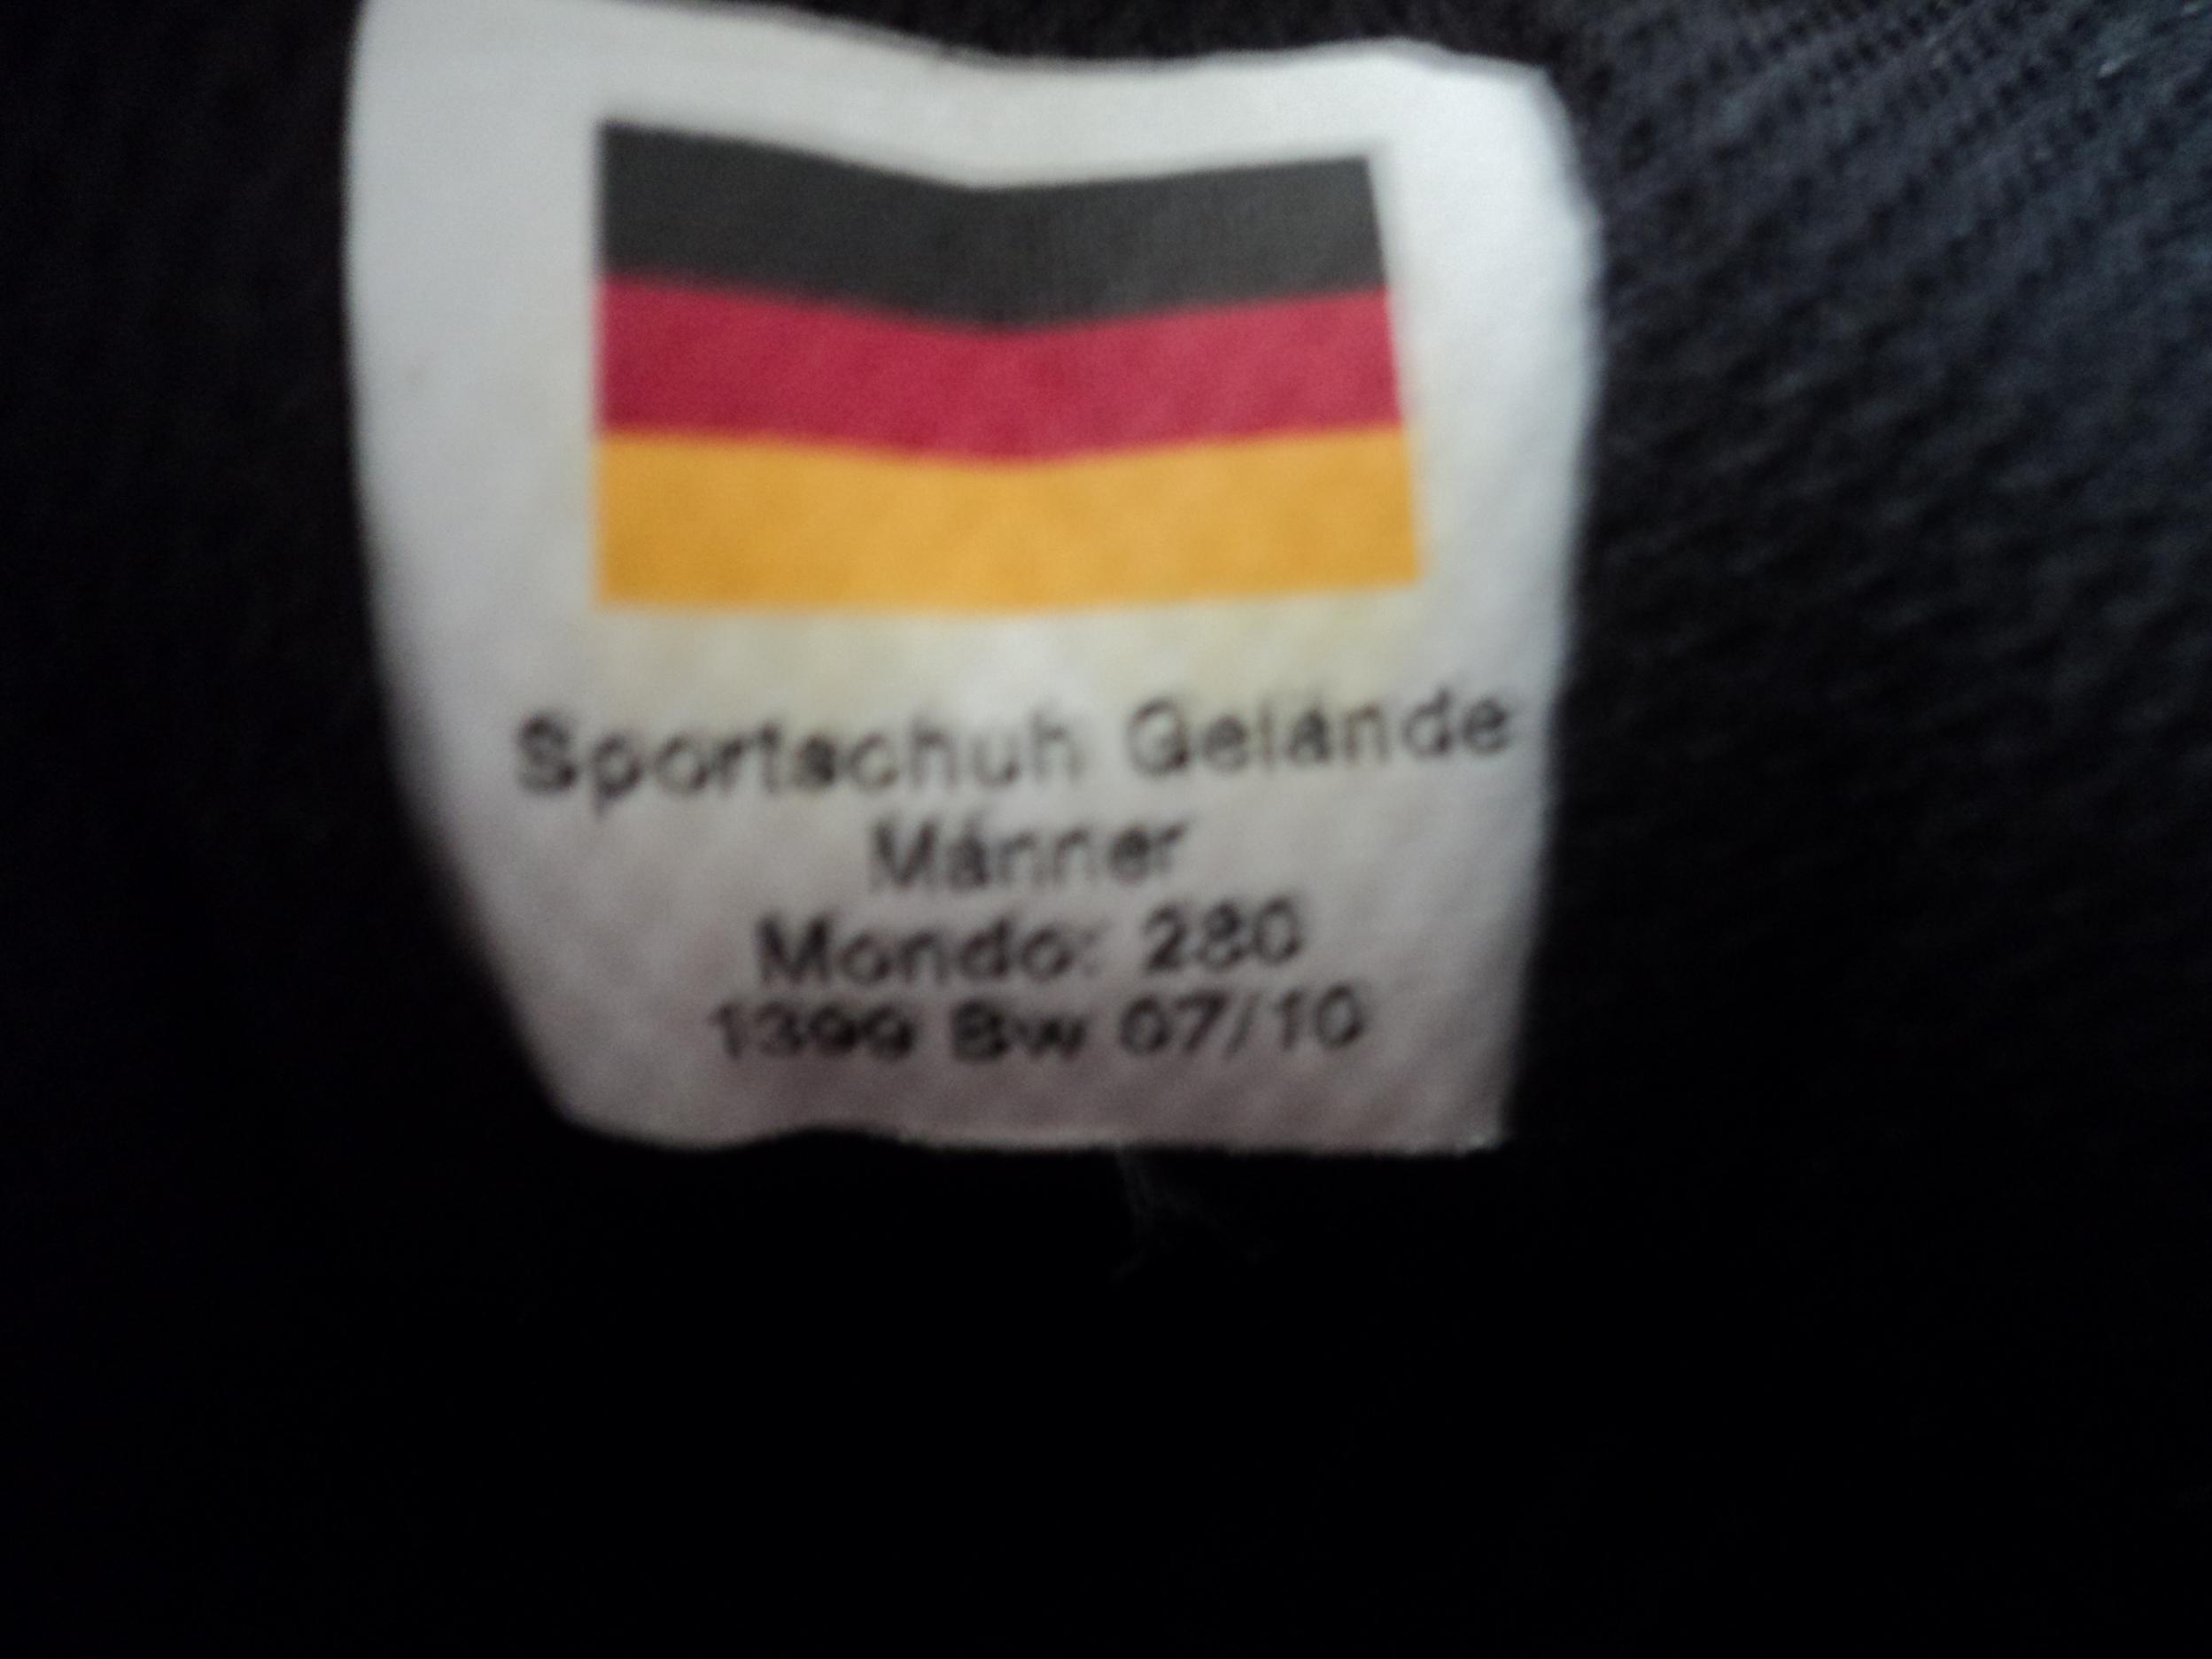 Sportschuh Gelände
Männer
Mondo: 280
1399 Bw 07/10